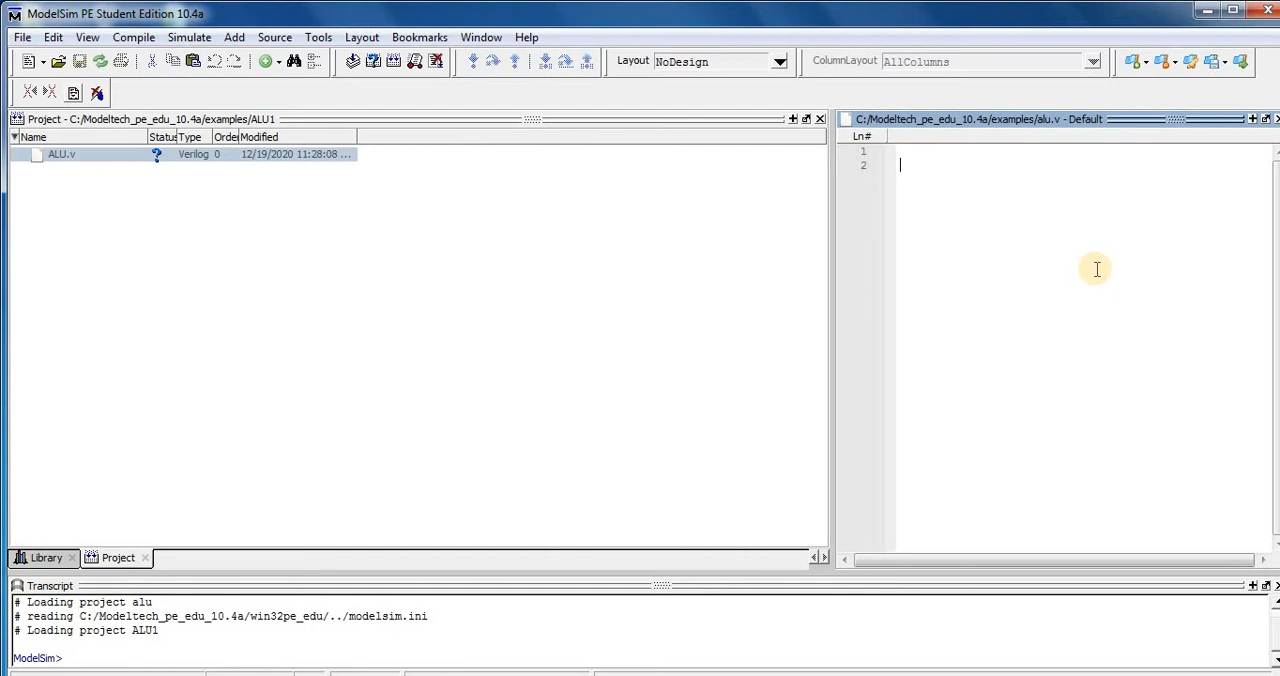 ModelSim PE Student Edition 10.4a
File Edit View Compile Simulate Add Source Tools Layout Bookmarks Window Help
Layout NoDesign ColumnLayout AllColumns
Project - C:/Modeltech_pe_edu_10.4a/examples/ALU1
Name Status Type Order Modified
ALU.v ? Verilog 0 12/19/2020 11:28:08 ...
C:/Modeltech_pe_edu_10.4a/examples/alu.v - Default
Ln#
1
2
Library Project
Transcript
# Loading project alu
# reading C:/Modeltech_pe_edu_10.4a/win32pe_edu/../modelsim.ini
# Loading project ALU1
ModelSim>